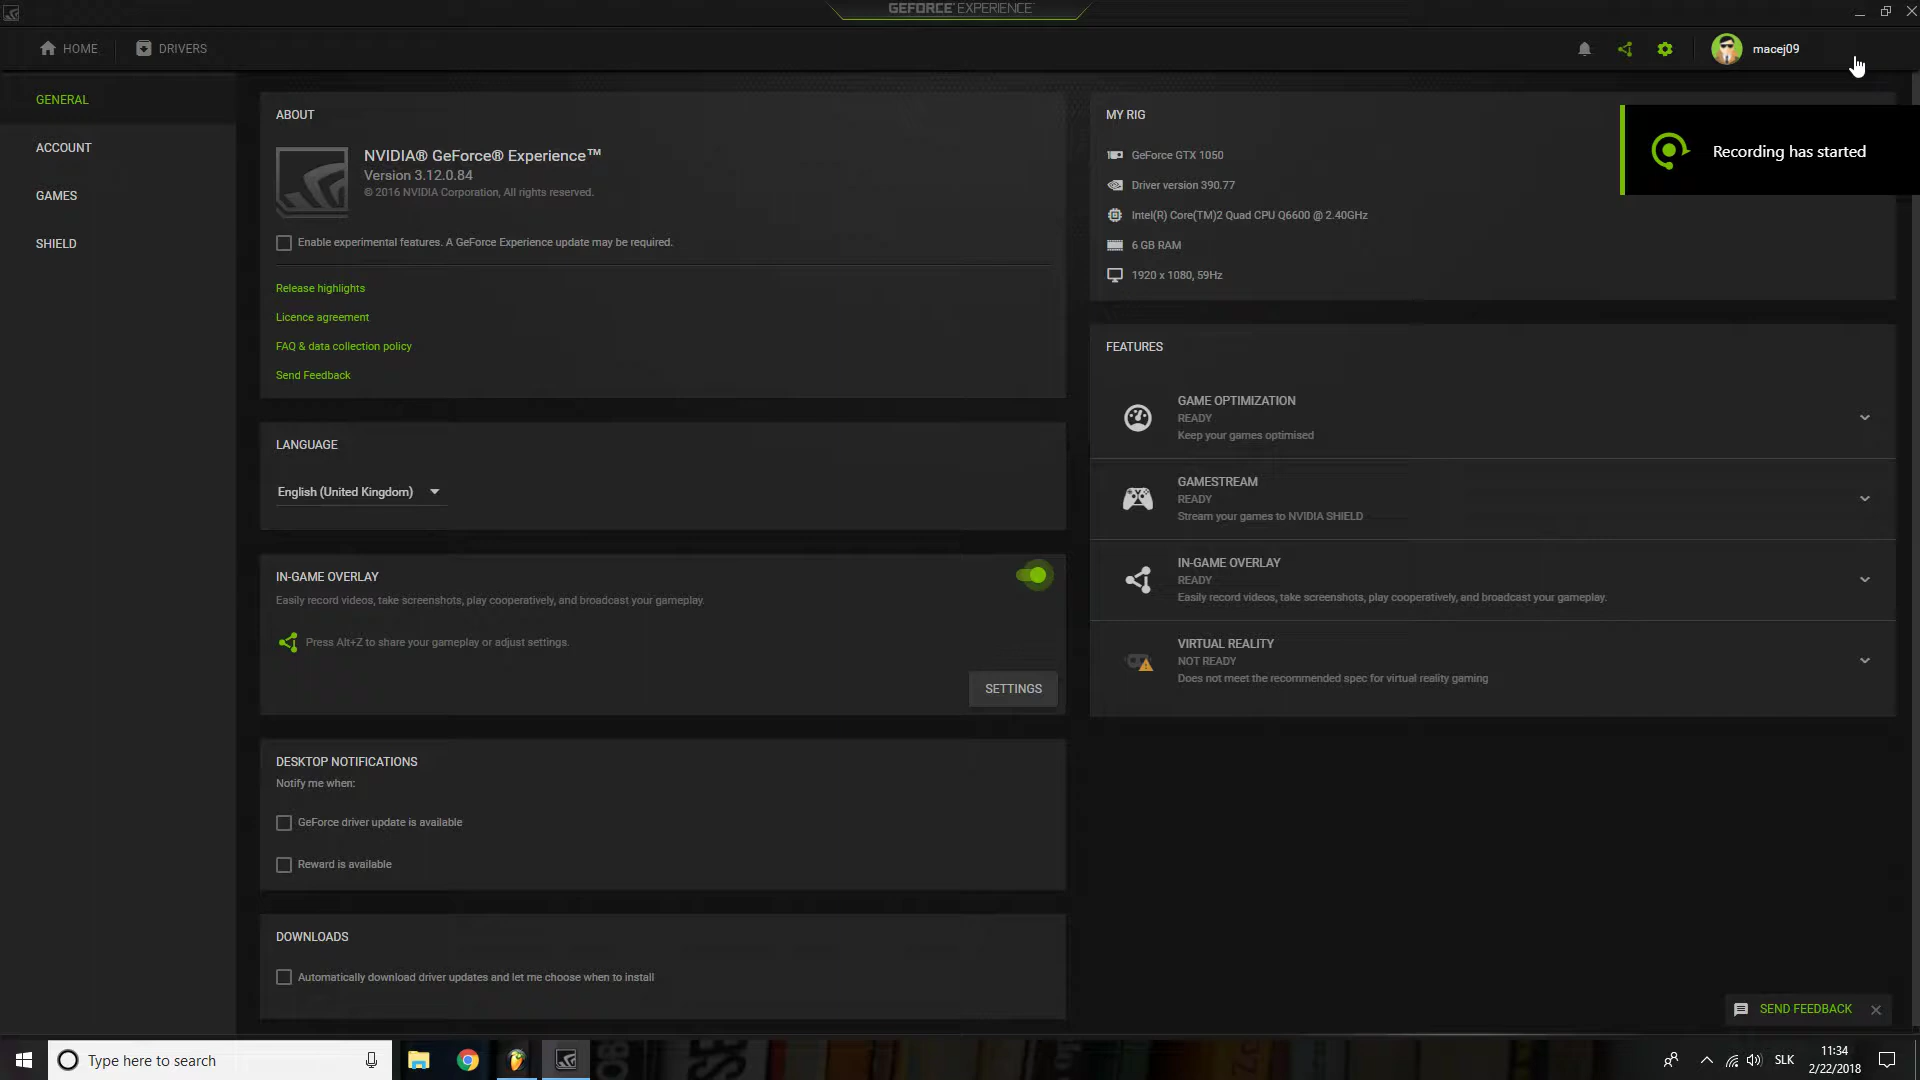 GEFORCE® EXPERIENCE™
HOME
DRIVERS
macej09
GENERAL
ACCOUNT
GAMES
SHIELD
ABOUT
NVIDIA® GeForce® Experience™
Version 3.12.0.84
© 2016 NVIDIA Corporation, All rights reserved.
Enable experimental features. A GeForce Experience update may be required.
Release highlights
Licence agreement
FAQ & data collection policy
Send Feedback
LANGUAGE
English (United Kingdom)
IN-GAME OVERLAY
Easily record videos, take screenshots, play cooperatively, and broadcast your gameplay.
Press Alt+Z to share your gameplay or adjust settings.
SETTINGS
DESKTOP NOTIFICATIONS
Notify me when:
GeForce driver update is available
Reward is available
DOWNLOADS
Automatically download driver updates and let me choose when to install
MY RIG
GeForce GTX 1050
Driver version 390.77
Intel(R) Core(TM)2 Quad CPU Q6600 @ 2.40GHz
6 GB RAM
1920 x 1080, 59Hz
Recording has started
FEATURES
GAME OPTIMIZATION
READY
Keep your games optimised
GAMESTREAM
READY
Stream your games to NVIDIA SHIELD
IN-GAME OVERLAY
READY
Easily record videos, take screenshots, play cooperatively, and broadcast your gameplay.
VIRTUAL REALITY
NOT READY
Does not meet the recommended spec for virtual reality gaming
SEND FEEDBACK
Type here to search
SLK
11:34
2/22/2018